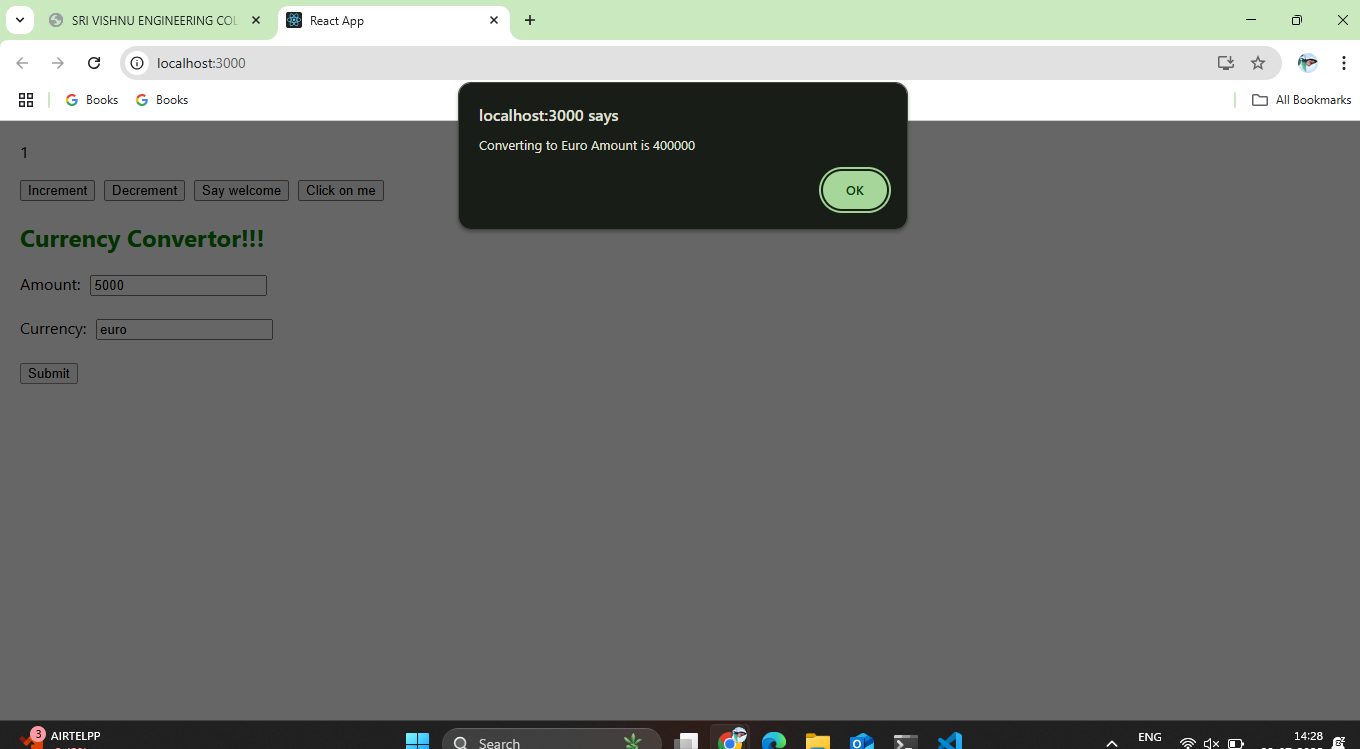 SRI VISHNU ENGINEERING COL
React App
localhost:3000
Books
Books
All Bookmarks
localhost:3000 says
Converting to Euro Amount is 400000
OK
1
Increment Decrement Say welcome Click on me
Currency Convertor!!!
Amount: 5000
Currency: euro
Submit
3
AIRTELPP
Search
ENG
14:28